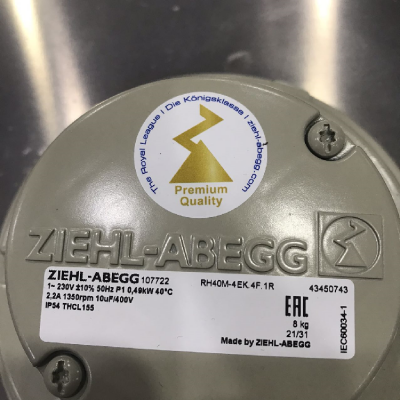 The Royal League I Die Königsklasse I ziehl-abegg.com
Premium
Quality
ZIEHL-ABEGG
ZIEHL-ABEGG 107722 RH40M-4EK.4F.1R 43450743
1~ 230V ±10% 50Hz P1 0,49kW 40°C
2,2A 1350rpm 10uF/400V
IP54 THCL155
EAC
8 kg
21/31
Made by ZIEHL-ABEGG
IEC60034-1